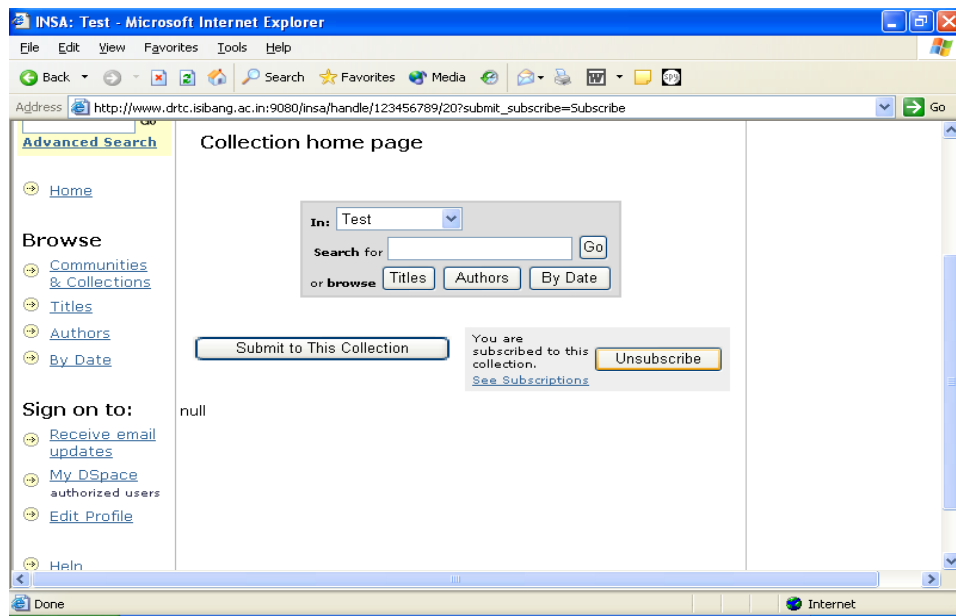 INSA: Test - Microsoft Internet Explorer
File Edit View Favorites Tools Help
Back Search Favorites Media
Address http://www.drtc.isibang.ac.in:9080/insa/handle/123456789/20?submit_subscribe=Subscribe Go
Go
Advanced Search
Collection home page
Home
In: Test
Search for Go
or browse Titles Authors By Date
Browse
Communities
& Collections
Titles
Authors
By Date
Submit to This Collection
You are
subscribed to this
collection.
See Subscriptions
Unsubscribe
Sign on to:
null
Receive email
updates
My DSpace
authorized users
Edit Profile
Help
Done Internet